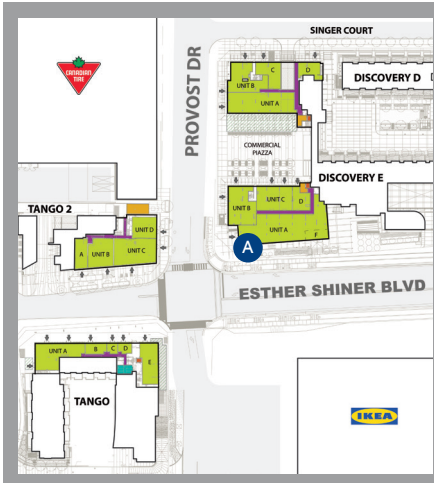 SINGER COURT
CANADIAN
TIRE
PROVOST DR
C
D
UNIT B
UNIT A
DISCOVERY D
COMMERCIAL
PIAZZA
DISCOVERY E
UNIT C
D
UNIT B
UNIT A
F
A
TANGO 2
UNIT D
A
UNIT B
UNIT C
ESTHER SHINER BLVD
UNIT A
B
C
D
E
TANGO
IKEA